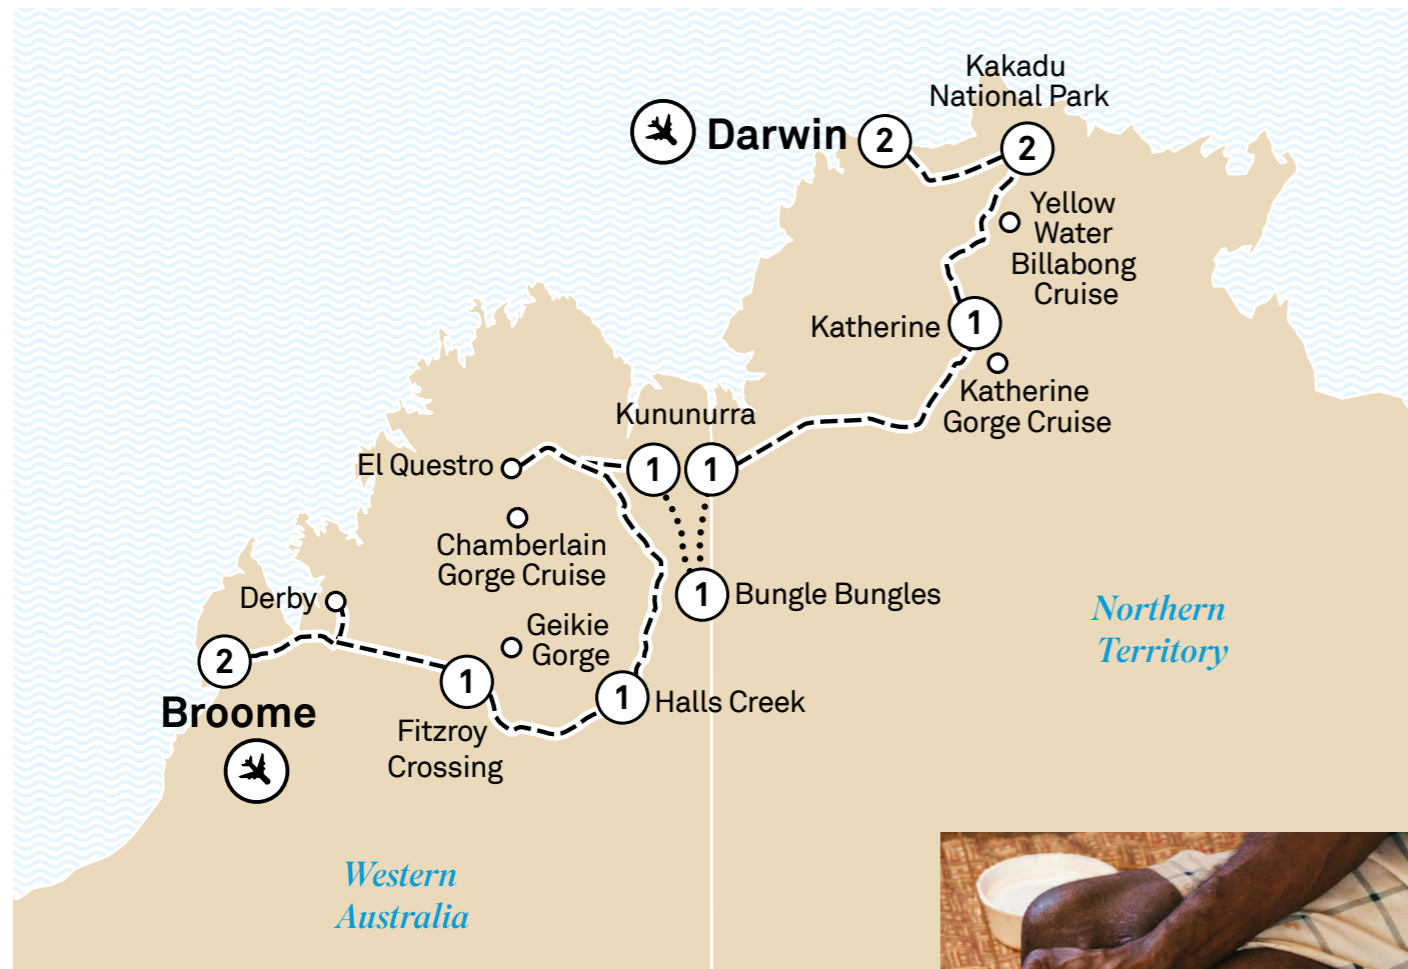 Kakadu
National Park
Darwin
2
2
Yellow
Water
Billabong
Cruise
Katherine
1
Katherine
Gorge Cruise
Kununurra
1
1
El Questro
Chamberlain
Gorge Cruise
Bungle Bungles
1
Derby
Geikie
Gorge
2
Broome
1
Fitzroy
Crossing
1
Halls Creek
Northern
Territory
Western
Australia